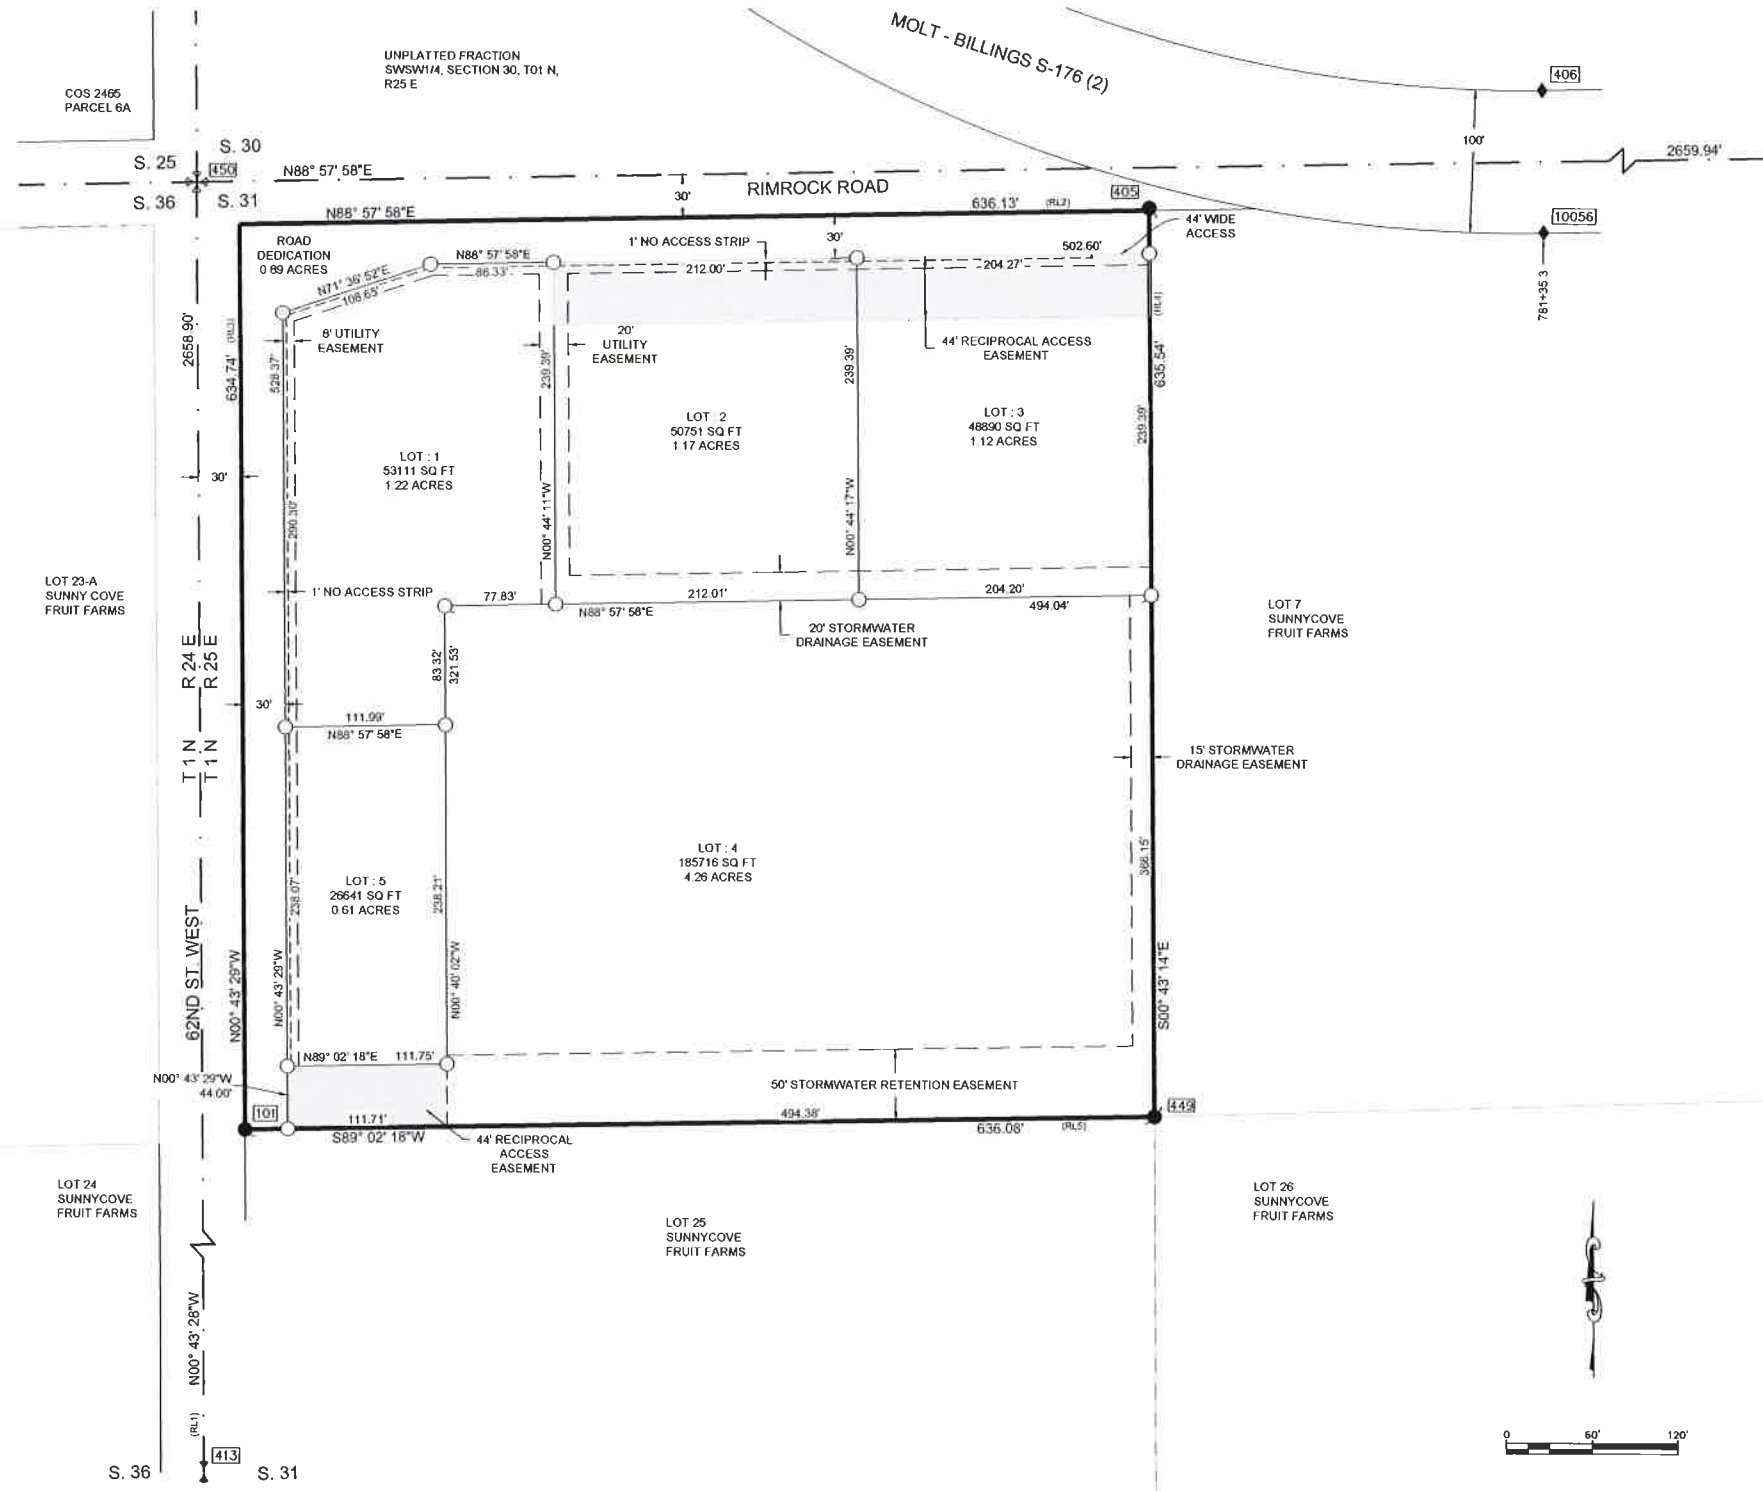 MOLT - BILLINGS S-176 (2)
UNPLATTED FRACTION
SWSW1/4, SECTION 30, T01 N,
R25 E
COS 2465
PARCEL 6A
406
100'
2659.94'
S. 30
S. 25
450
N88° 57' 58"E
S. 36
S. 31
RIMROCK ROAD
30'
405
N88° 57' 58"E
636.13'
(RL2)
10056
44' WIDE
ACCESS
ROAD
DEDICATION
0.89 ACRES
N88° 57' 58"E
86.33'
1' NO ACCESS STRIP
30'
502.60'
212.00'
204.27'
N71° 36' 52"E
108.65'
781+35.3
(RL3)
(RL4)
2658.90'
634.74'
528.37'
8' UTILITY
EASEMENT
20'
UTILITY
EASEMENT
239.39'
239.39'
44' RECIPROCAL ACCESS
EASEMENT
635.54'
239.39'
LOT : 1
53111 SQ FT
1.22 ACRES
LOT : 2
50751 SQ FT
1.17 ACRES
LOT : 3
48890 SQ FT
1.12 ACRES
30'
290.30'
N00° 44' 11"W
N00° 44' 17"W
LOT 23-A
SUNNY COVE
FRUIT FARMS
1' NO ACCESS STRIP
77.83'
212.01'
N88° 57' 58"E
204.20'
494.04'
20' STORMWATER
DRAINAGE EASEMENT
LOT 7
SUNNYCOVE
FRUIT FARMS
T 1 N R 24 E
T 1 N R 25 E
83.32'
321.53'
30'
111.99'
N88° 57' 58"E
15' STORMWATER
DRAINAGE EASEMENT
LOT : 4
185716 SQ FT
4.26 ACRES
366.15'
LOT : 5
26641 SQ FT
0.61 ACRES
238.07'
238.21'
62ND ST. WEST
N00° 43' 29"W
N00° 43' 29"W
N00° 40' 02"W
S00° 43' 14"E
N89° 02' 18"E
111.75'
N00° 43' 29"W
44.00'
50' STORMWATER RETENTION EASEMENT
101
111.71'
S89° 02' 18"W
494.38'
636.08'
(RL5)
449
44' RECIPROCAL
ACCESS
EASEMENT
LOT 24
SUNNYCOVE
FRUIT FARMS
LOT 25
SUNNYCOVE
FRUIT FARMS
LOT 26
SUNNYCOVE
FRUIT FARMS
N00° 43' 28"W
(RL1)
413
S. 36
S. 31
0
60'
120'